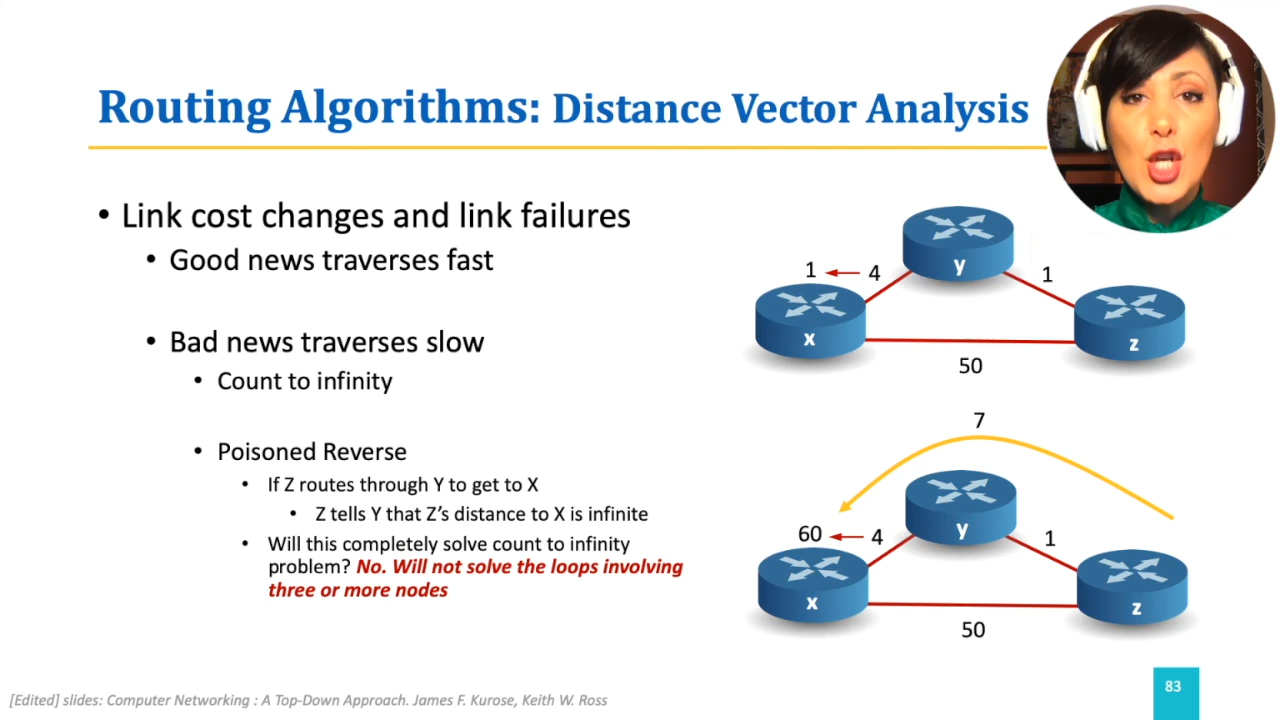 Routing Algorithms: Distance Vector Analysis
• Link cost changes and link failures
• Good news traverses fast
• Bad news traverses slow
• Count to infinity
• Poisoned Reverse
• If Z routes through Y to get to X
• Z tells Y that Z’s distance to X is infinite
• Will this completely solve count to infinity
problem? No. Will not solve the loops involving
three or more nodes
y
1
4
1
x
z
50
7
y
60
4
1
x
z
50
[Edited] slides: Computer Networking : A Top-Down Approach. James F. Kurose, Keith W. Ross
83